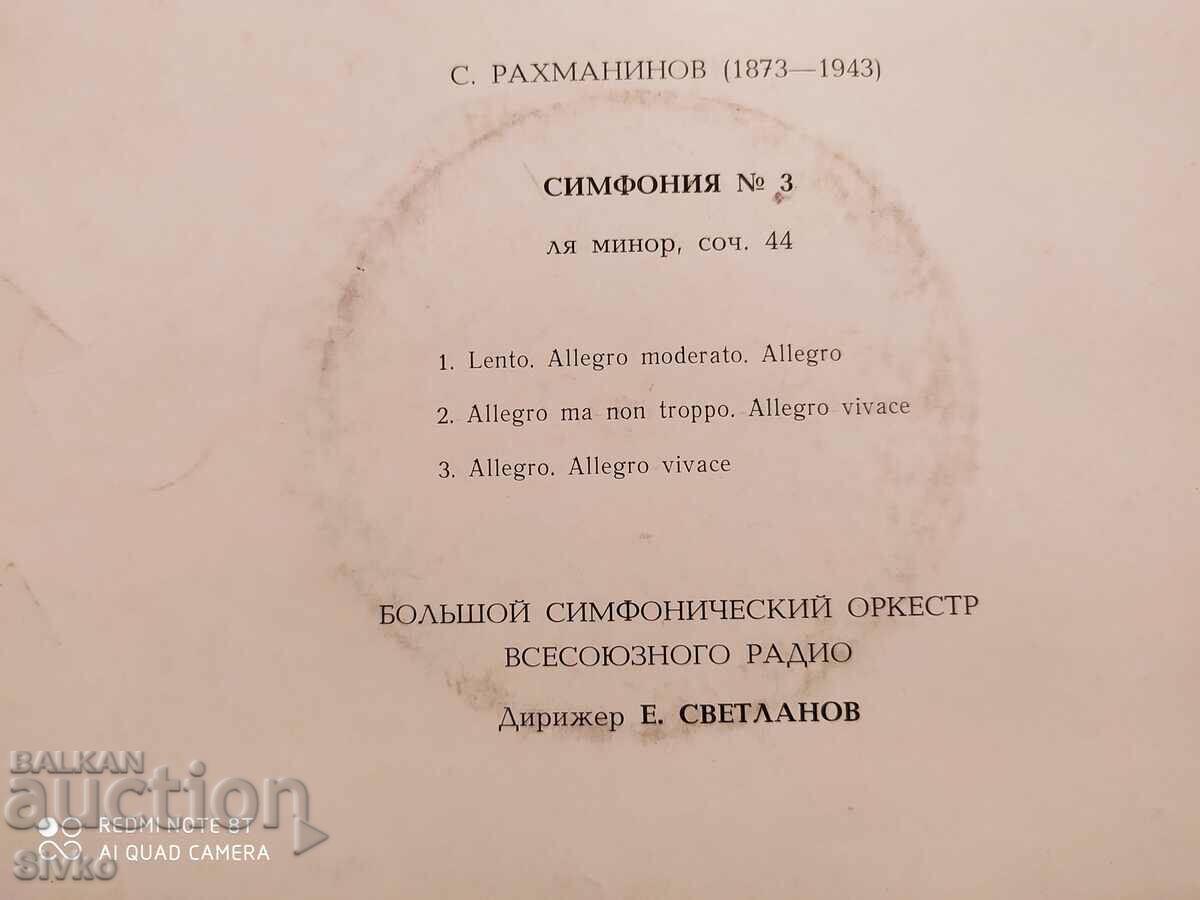 С. РАХМАНИНОВ (1873—1943)
СИМФОНИЯ № 3
ля минор, соч. 44
1. Lento. Allegro moderato. Allegro
2. Allegro ma non troppo. Allegro vivace
3. Allegro. Allegro vivace
БОЛЬШОЙ СИМФОНИЧЕСКИЙ ОРКЕСТР
ВСЕСОЮЗНОГО РАДИО
Дирижер Е. СВЕТЛАНОВ
BALKAN
auction
REDMI NOTE 8T
AI QUAD CAMERA
Sivko